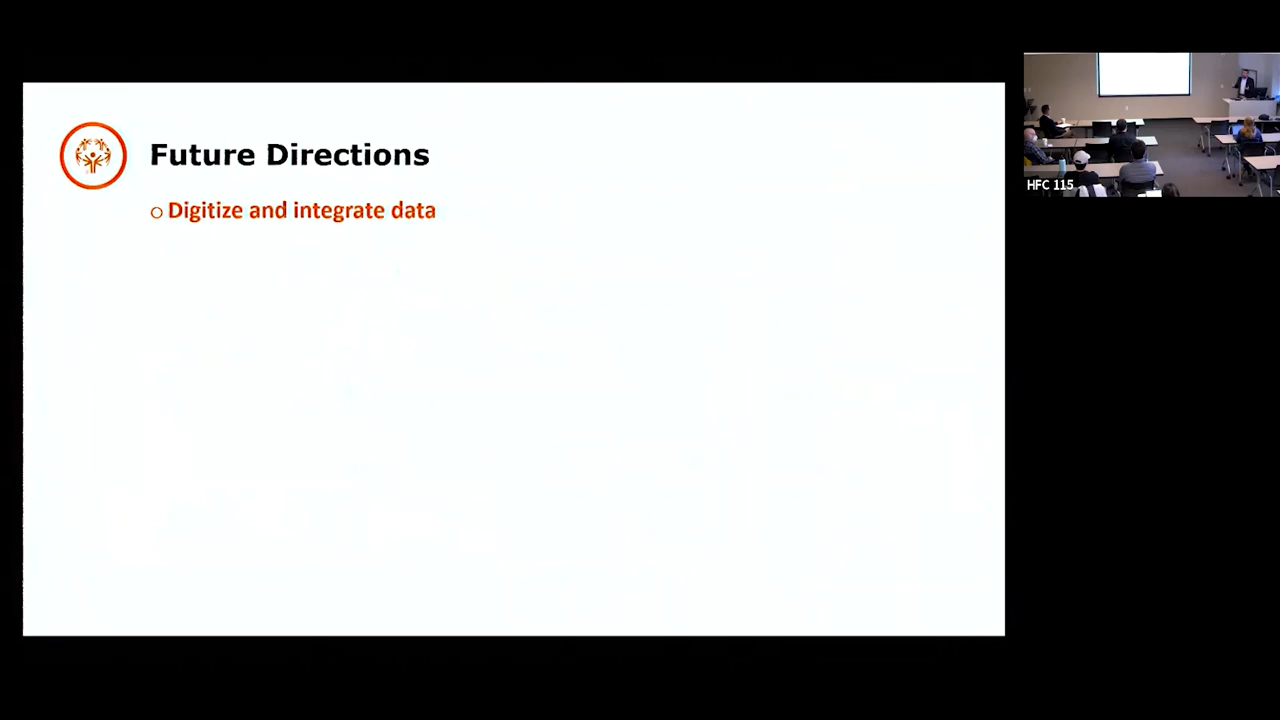 Future Directions
o Digitize and integrate data
HFC 115